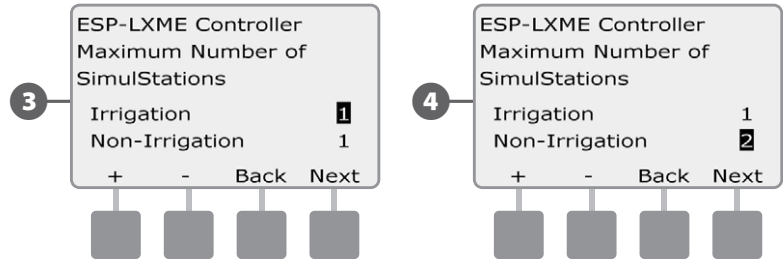 3
ESP-LXME Controller
Maximum Number of
SimulStations
Irrigation 1
Non-Irrigation 1
+ - Back Next
4
ESP-LXME Controller
Maximum Number of
SimulStations
Irrigation 1
Non-Irrigation 2
+ - Back Next